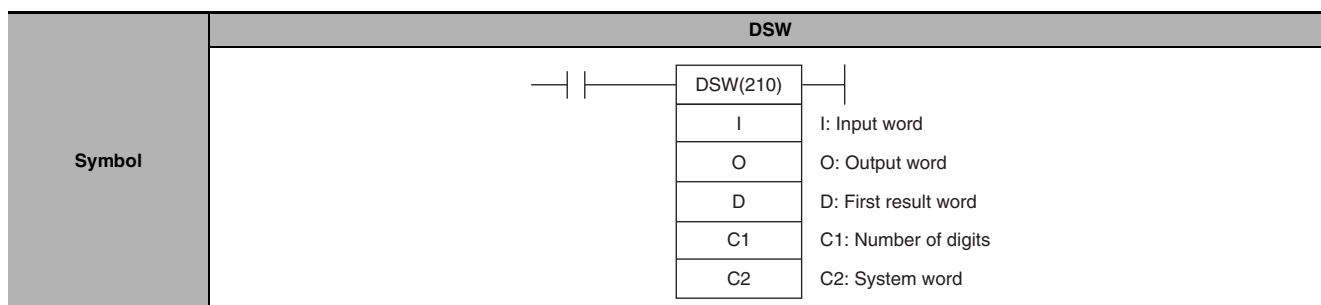 DSW
Symbol
DSW(210)
I I: Input word
O O: Output word
D D: First result word
C1 C1: Number of digits
C2 C2: System word